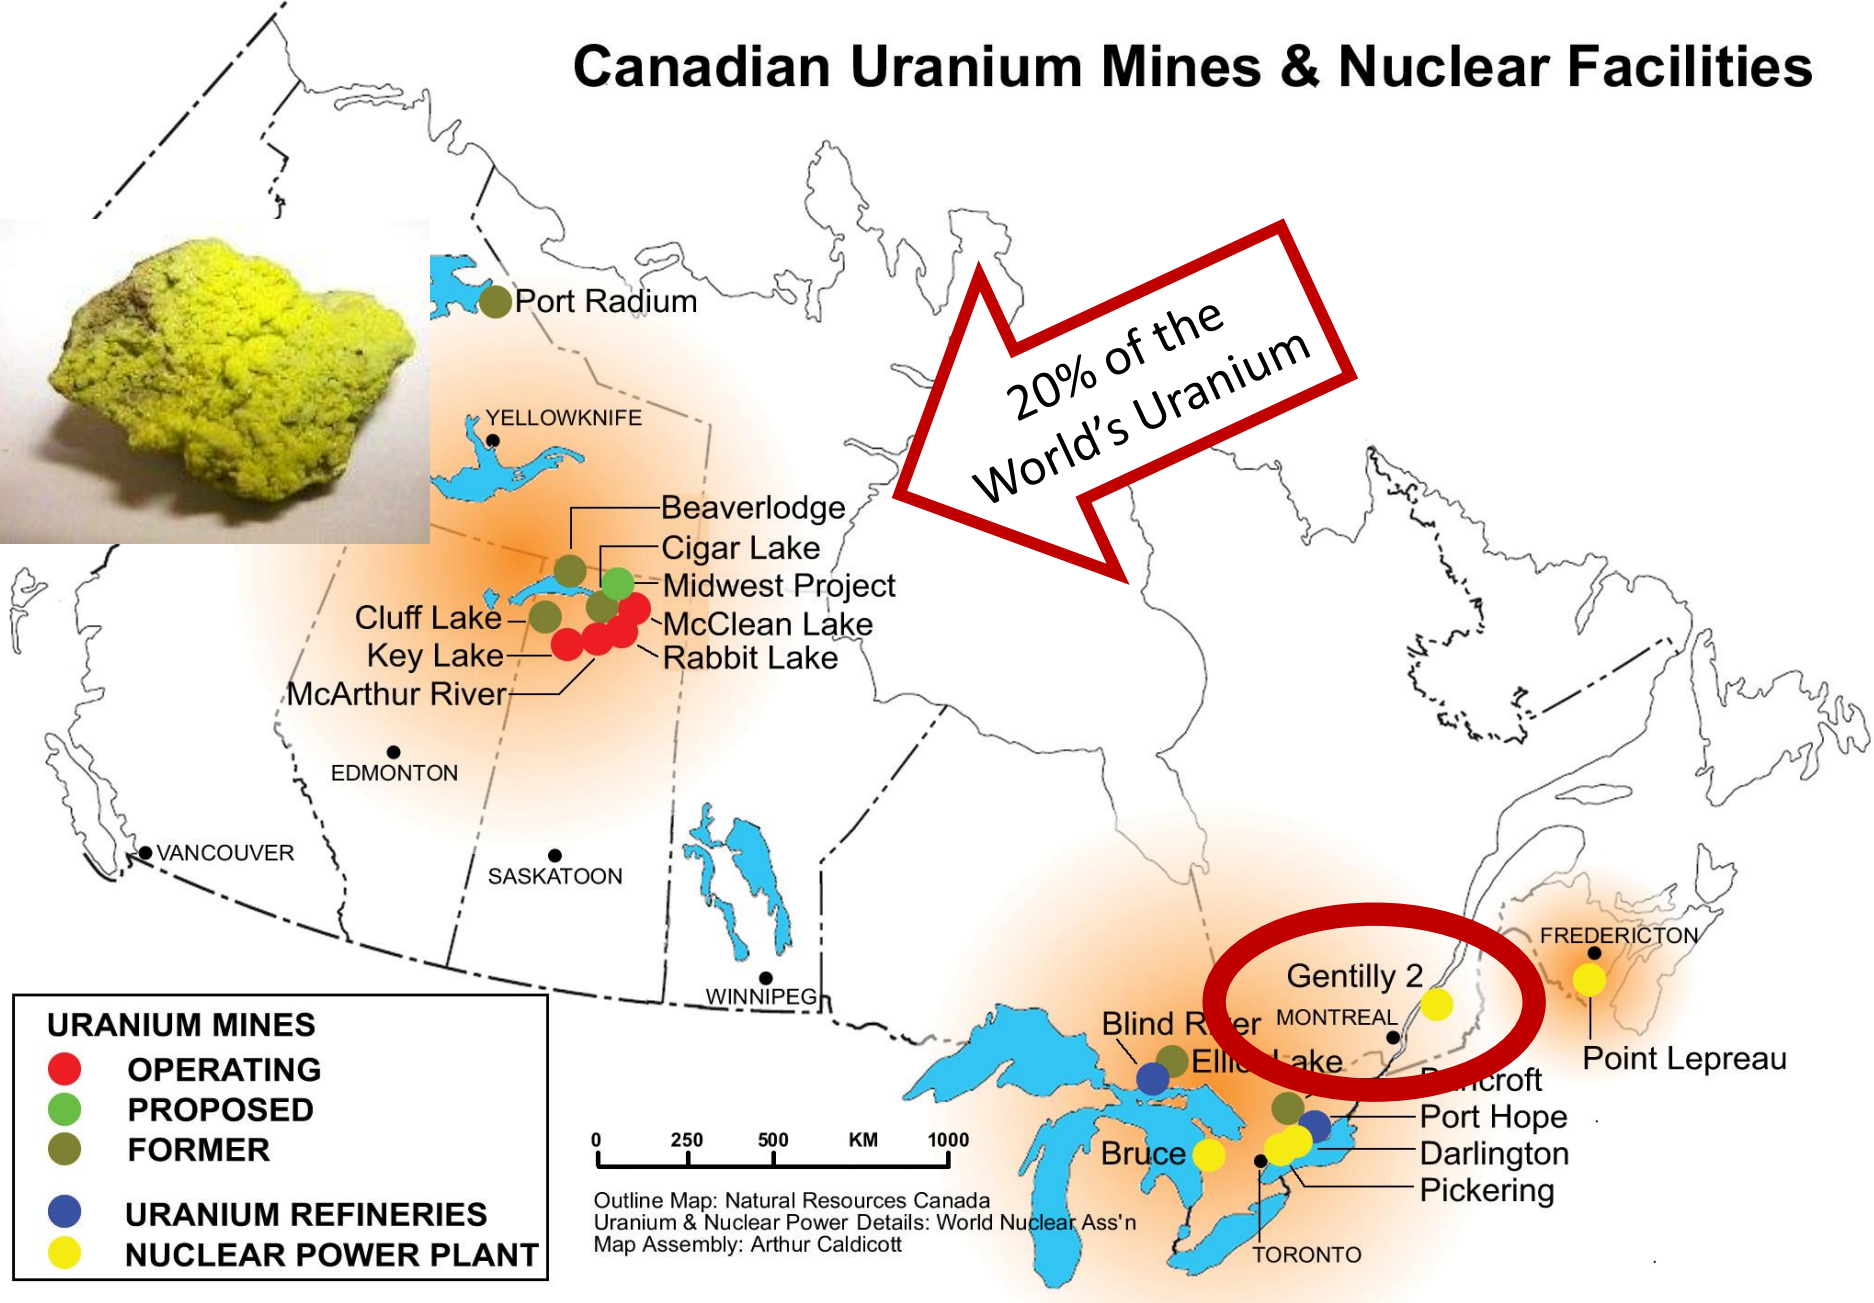 Canadian Uranium Mines & Nuclear Facilities
Port Radium
20% of the
World's Uranium
YELLOWKNIFE
Beaverlodge
Cigar Lake
Midwest Project
Cluff Lake
McClean Lake
Key Lake
Rabbit Lake
McArthur River
EDMONTON
VANCOUVER
SASKATOON
WINNIPEG
FREDERICTON
Gentilly 2
MONTREAL
Blind River
Lake
Point Lepreau
Port Hope
Bruce
Darlington
Pickering
TORONTO
URANIUM MINES
OPERATING
PROPOSED
FORMER
URANIUM REFINERIES
NUCLEAR POWER PLANT
0 250 500 KM 1000
Outline Map: Natural Resources Canada
Uranium & Nuclear Power Details: World Nuclear Ass'n
Map Assembly: Arthur Caldicott